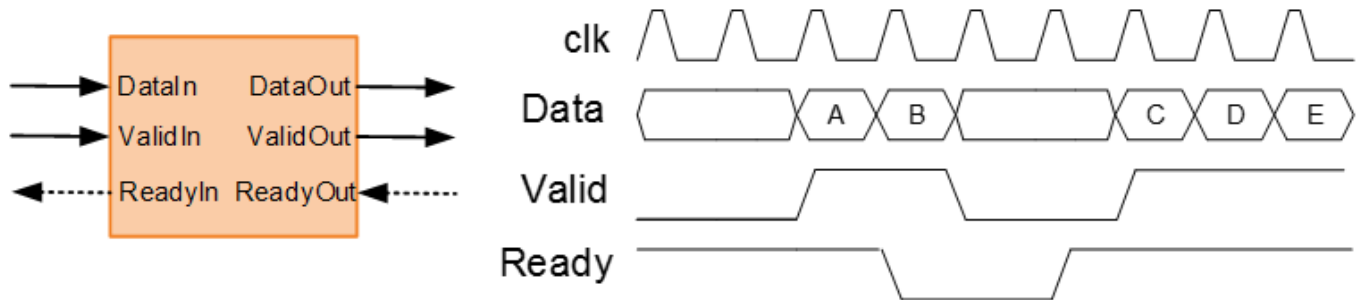 DataIn DataOut
ValidIn ValidOut
ReadyIn ReadyOut
clk
Data A B C D E
Valid
Ready